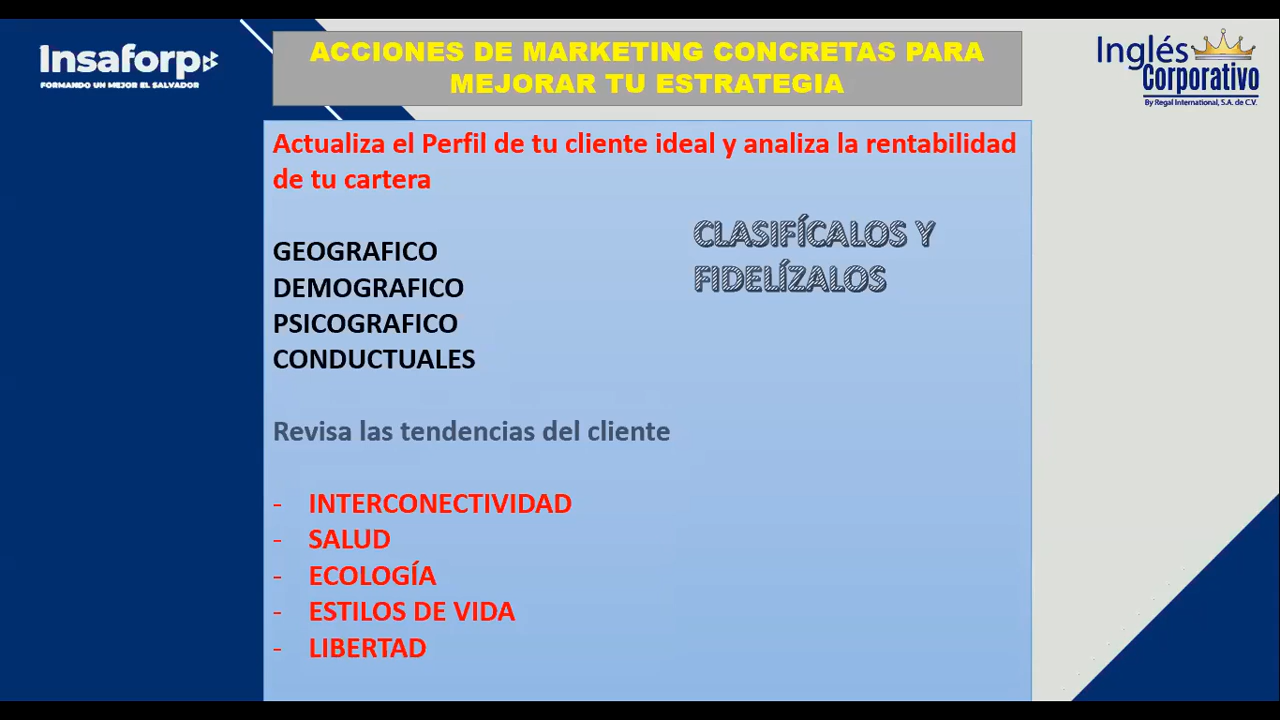 Insaforp
FORMANDO UN MEJOR EL SALVADOR
ACCIONES DE MARKETING CONCRETAS PARA
MEJORAR TU ESTRATEGIA
Inglés
Corporativo
By Regal International, S.A. de C.V.
Actualiza el Perfil de tu cliente ideal y analiza la rentabilidad
de tu cartera
CLASIFÍCALOS Y
FIDELÍZALOS
GEOGRAFICO
DEMOGRAFICO
PSICOGRAFICO
CONDUCTUALES
Revisa las tendencias del cliente
- INTERCONECTIVIDAD
- SALUD
- ECOLOGÍA
- ESTILOS DE VIDA
- LIBERTAD